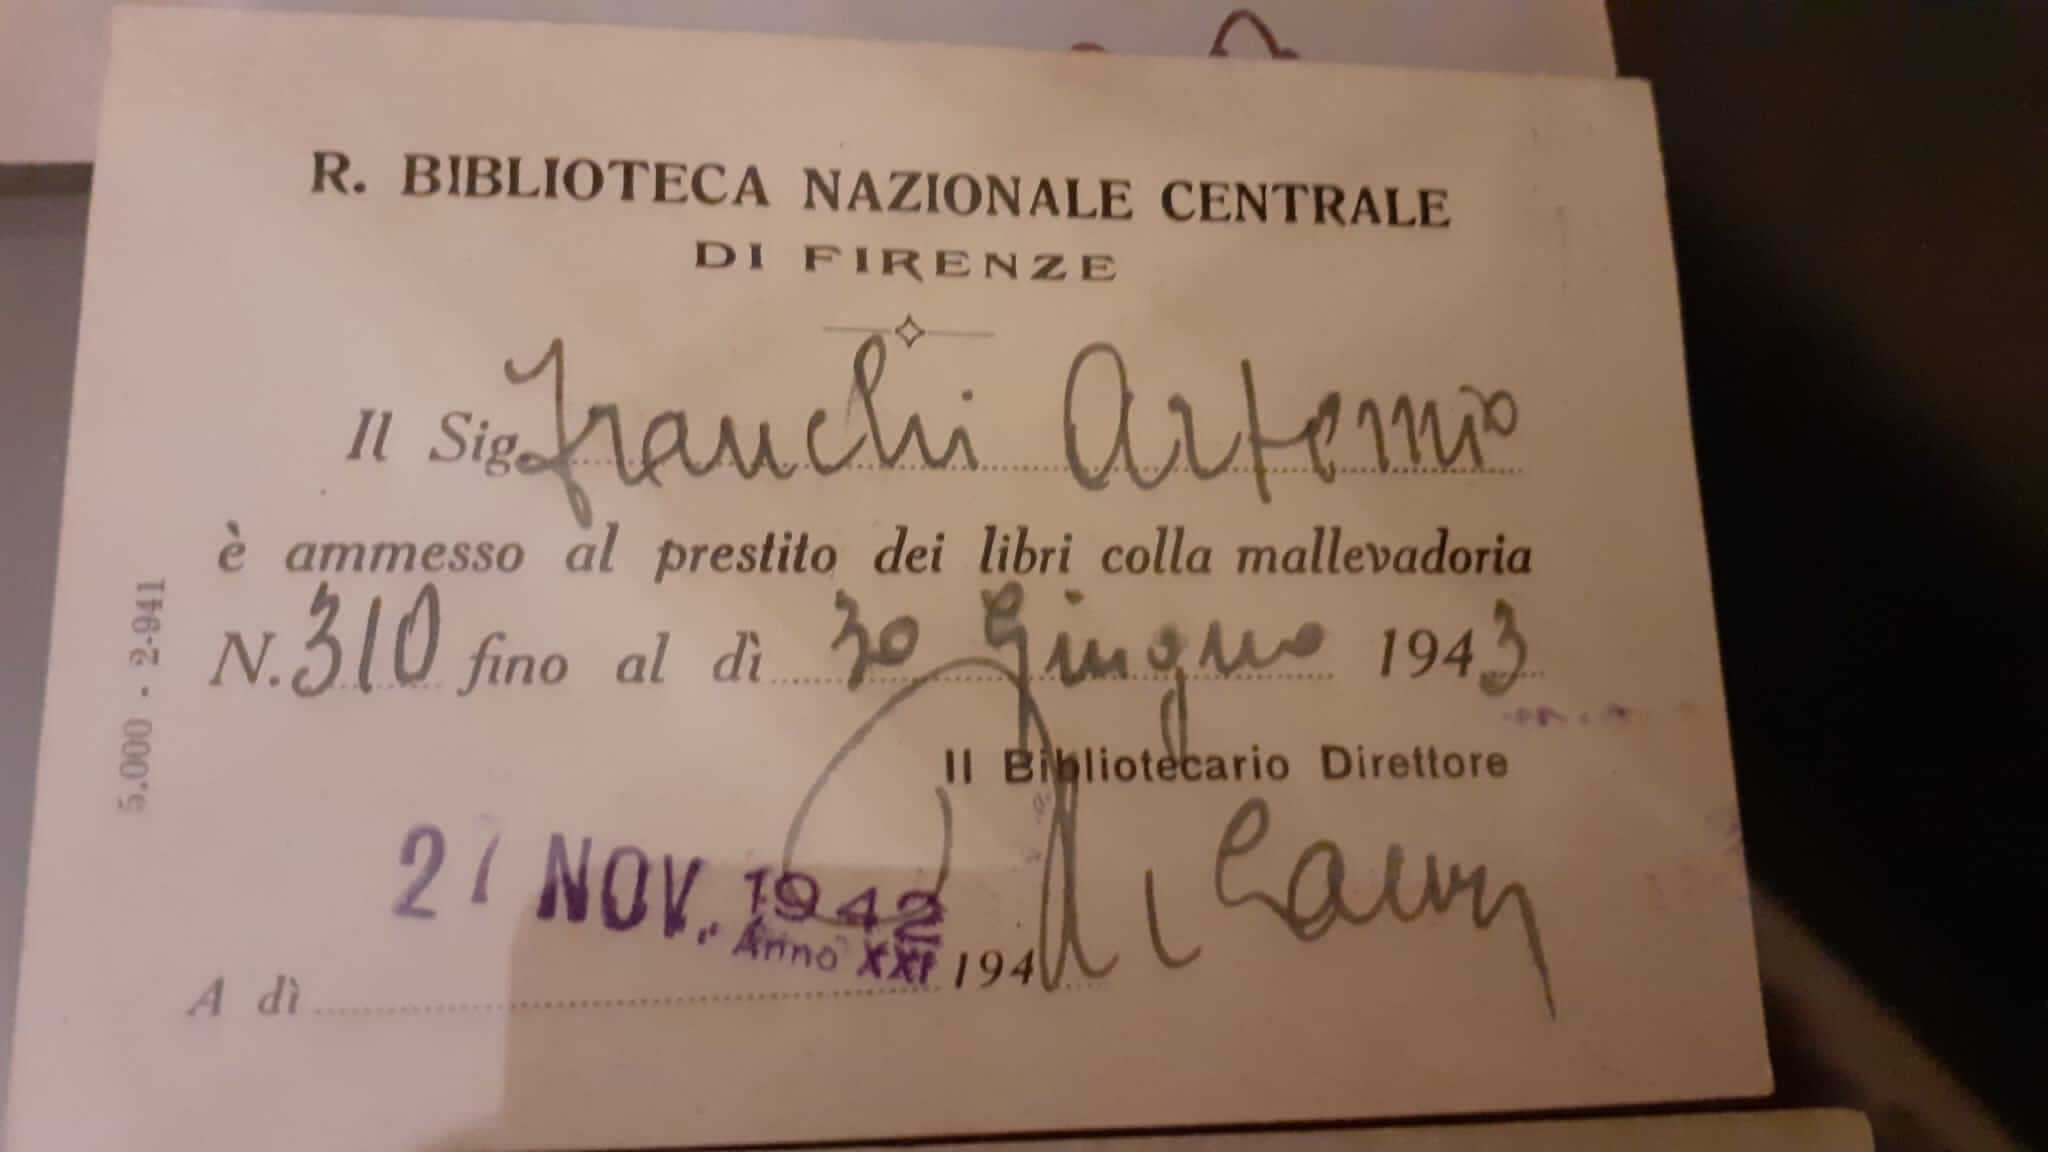 R. BIBLIOTECA NAZIONALE CENTRALE
DI FIRENZE
Il Sig. Franchi Artemio
è ammesso al prestito dei libri colla mallevadoria
N. 310 fino al dì 30 Giugno 1943
Il Bibliotecario Direttore
NOV. 1942
Anno XXI
A dì 194
5.000 - 2-941